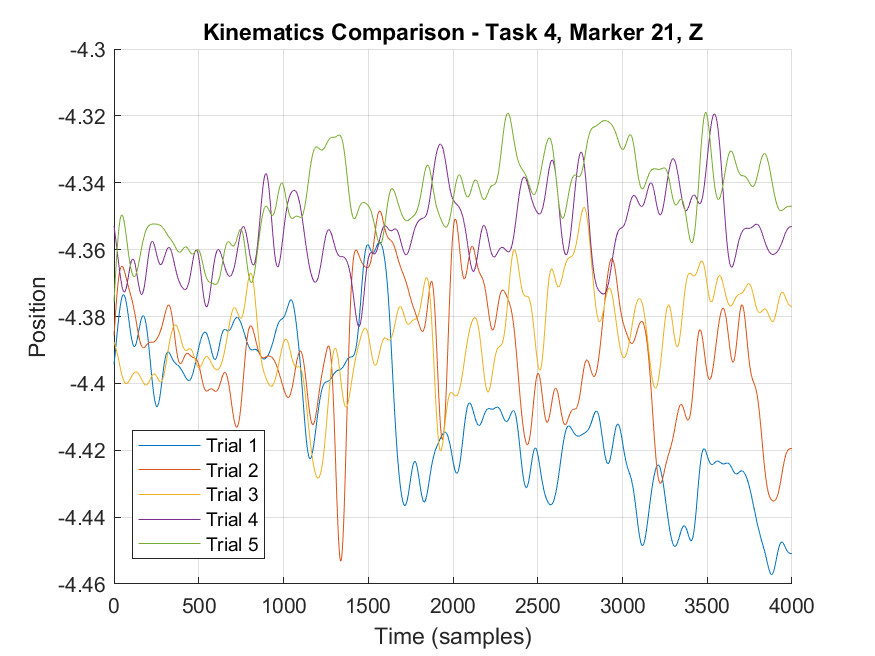 Kinematics Comparison - Task 4, Marker 21, Z
-4.3
-4.32
-4.34
-4.36
-4.38
-4.4
-4.42
-4.44
-4.46
Position
Trial 1
Trial 2
Trial 3
Trial 4
Trial 5
0 500 1000 1500 2000 2500 3000 3500 4000
Time (samples)